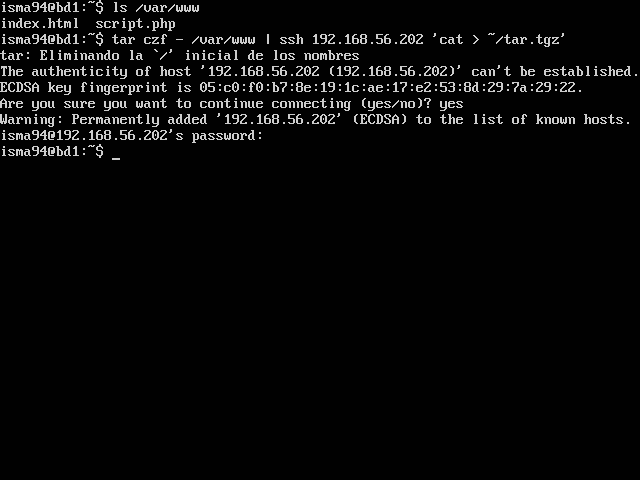 isma94@bd1:~$ ls /var/www
index.html  script.php
isma94@bd1:~$ tar czf - /var/www | ssh 192.168.56.202 'cat > ~/tar.tgz'
tar: Eliminando la `/' inicial de los nombres
The authenticity of host '192.168.56.202 (192.168.56.202)' can't be established.
ECDSA key fingerprint is 05:c0:f0:b7:8e:19:1c:ae:17:e2:53:8d:29:7a:29:22.
Are you sure you want to continue connecting (yes/no)? yes
Warning: Permanently added '192.168.56.202' (ECDSA) to the list of known hosts.
isma94@192.168.56.202's password:
isma94@bd1:~$ _